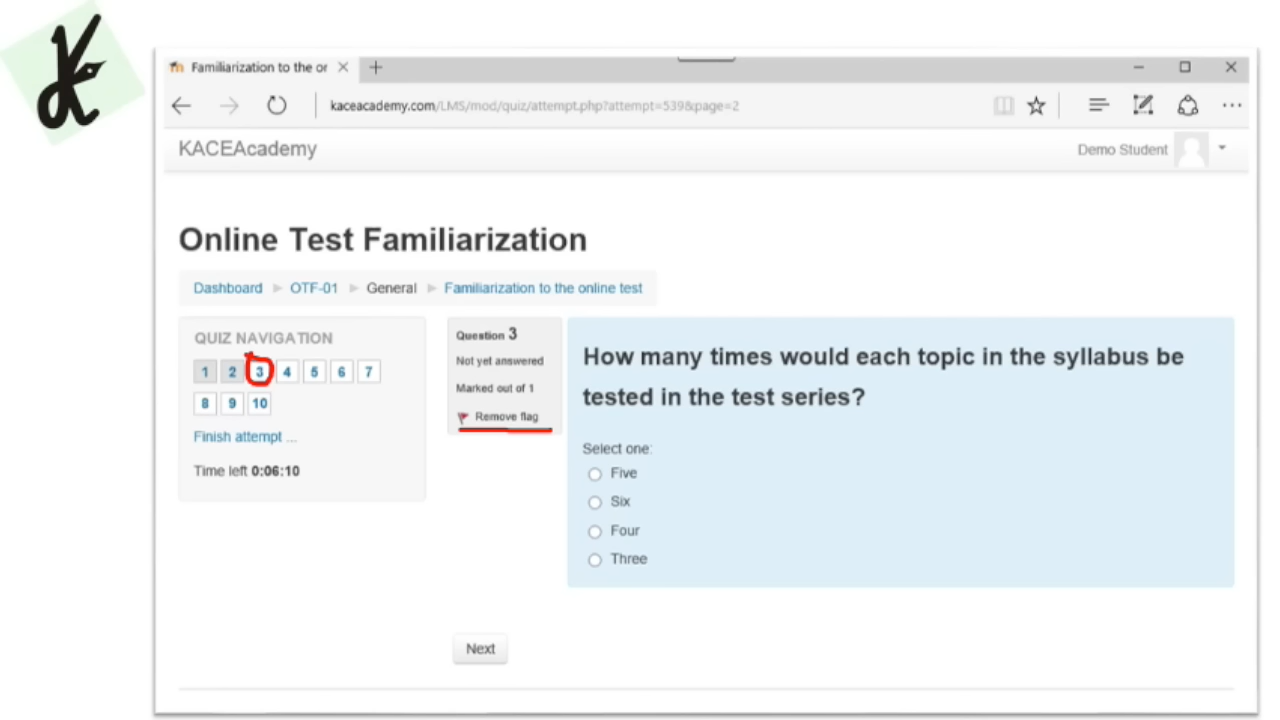 Familiarization to the or
kaceacademy.com/LMS/mod/quiz/attempt.php?attempt=539&page=2
KACEAcademy
Demo Student
Online Test Familiarization
Dashboard OTF-01 General Familiarization to the online test
QUIZ NAVIGATION
1 2 3 4 5 6 7
8 9 10
Finish attempt ...
Time left 0:06:10
Question 3
Not yet answered
Marked out of 1
Remove flag
How many times would each topic in the syllabus be
tested in the test series?
Select one:
Five
Six
Four
Three
Next